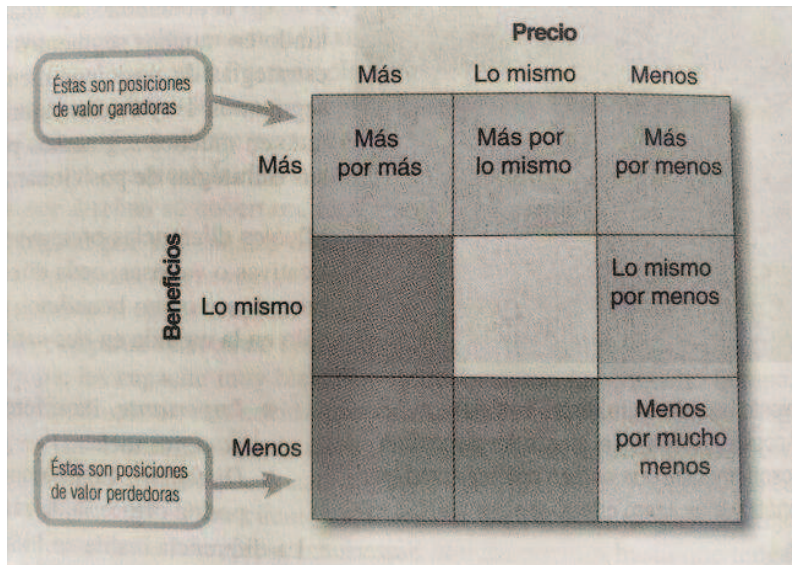 Precio
Más
Lo mismo
Menos
Éstas son posiciones
de valor ganadoras
Más
Más
por más
Más por
lo mismo
Más
por menos
Beneficios
Lo mismo
Lo mismo
por menos
Menos
Menos
por mucho
menos
Éstas son posiciones
de valor perdedoras